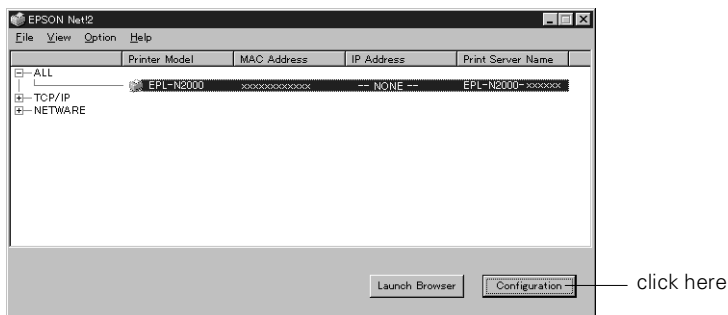 EPSON Net!2
File View Option Help
Printer Model MAC Address IP Address Print Server Name
ALL
EPL-N2000 xxxxxxxxxxxx -- NONE -- EPL-N2000-xxxxxx
TCP/IP
NETWARE
Launch Browser Configuration click here